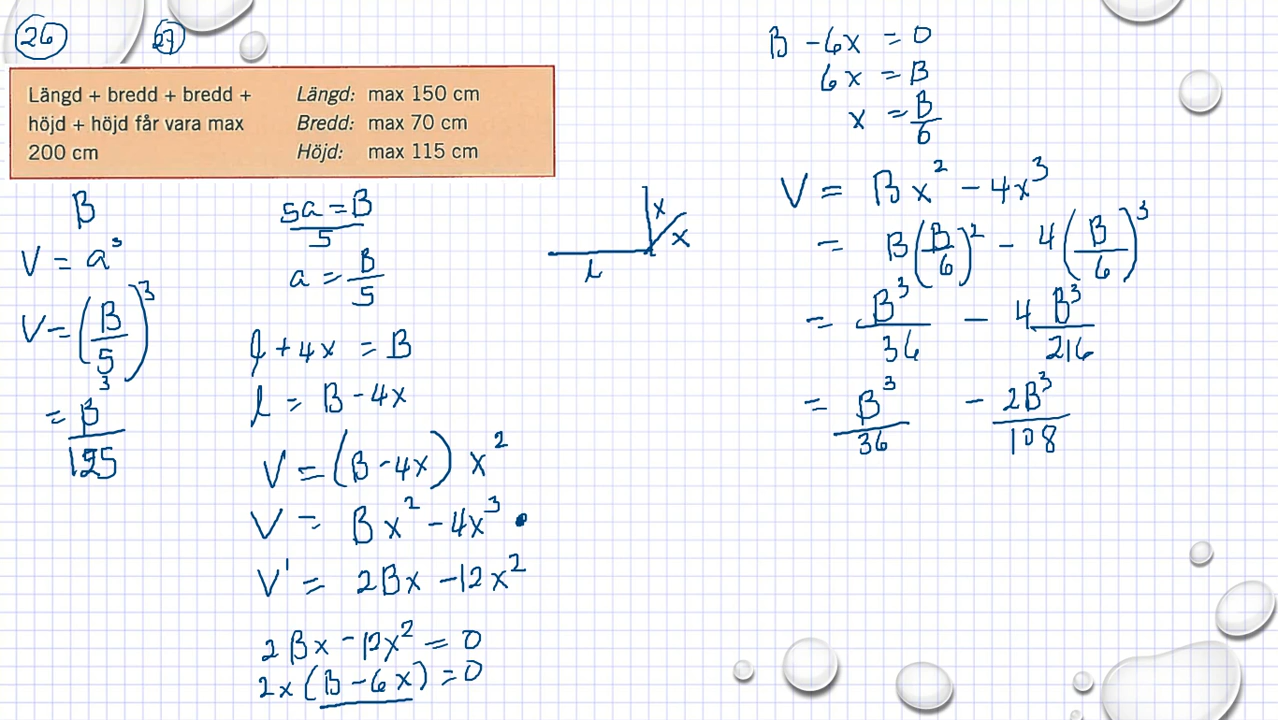 26 27
Längd + bredd + bredd +
höjd + höjd får vara max
200 cm
Längd: max 150 cm
Bredd: max 70 cm
Höjd: max 115 cm
B
V = a³
V = (B/5)³
= B³/125
5a = B
5
a = B/5
l + 4x = B
l = B - 4x
V = (B - 4x) x²
V = Bx² - 4x³
V' = 2Bx - 12x²
2Bx - 12x² = 0
2x (B - 6x) = 0
x
x
l
B - 6x = 0
6x = B
x = B/6
V = Bx² - 4x³
= B(B/6)² - 4(B/6)³
= B³/36 - 4 B³/216
= B³/36 - 2B³/108